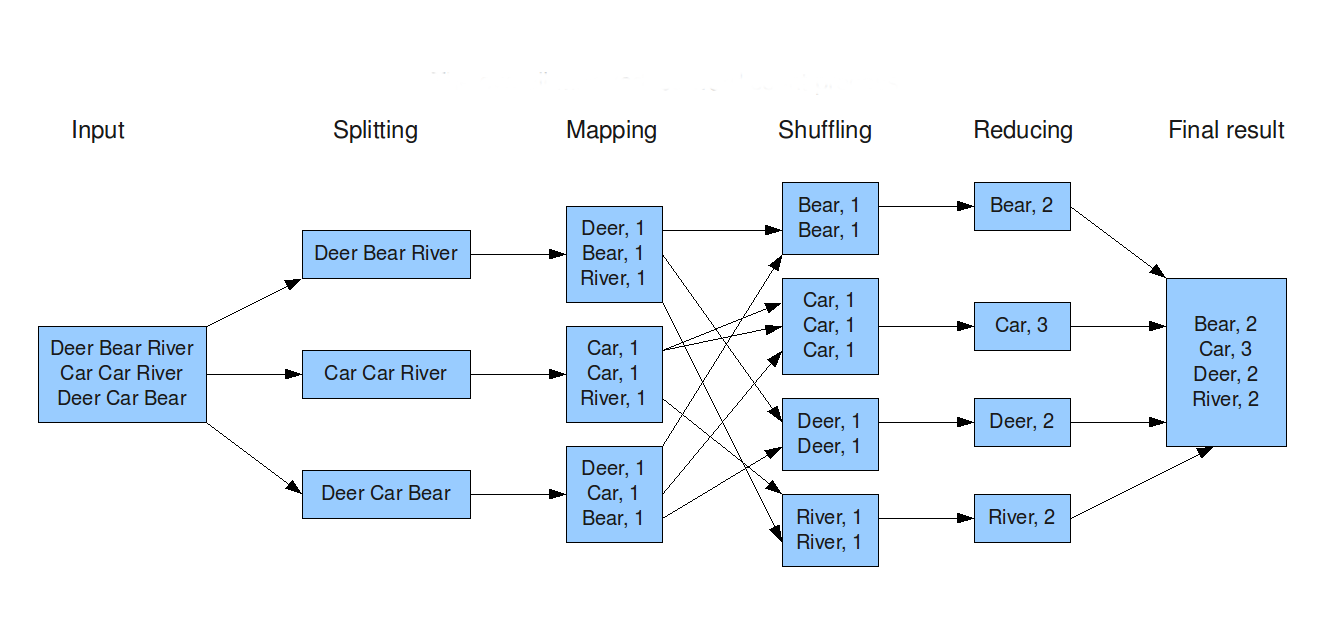 Input
Splitting
Mapping
Shuffling
Reducing
Final result
Deer Bear River
Car Car River
Deer Car Bear
Deer Bear River
Car Car River
Deer Car Bear
Deer, 1
Bear, 1
River, 1
Car, 1
Car, 1
River, 1
Deer, 1
Car, 1
Bear, 1
Bear, 1
Bear, 1
Car, 1
Car, 1
Car, 1
Deer, 1
Deer, 1
River, 1
River, 1
Bear, 2
Car, 3
Deer, 2
River, 2
Bear, 2
Car, 3
Deer, 2
River, 2